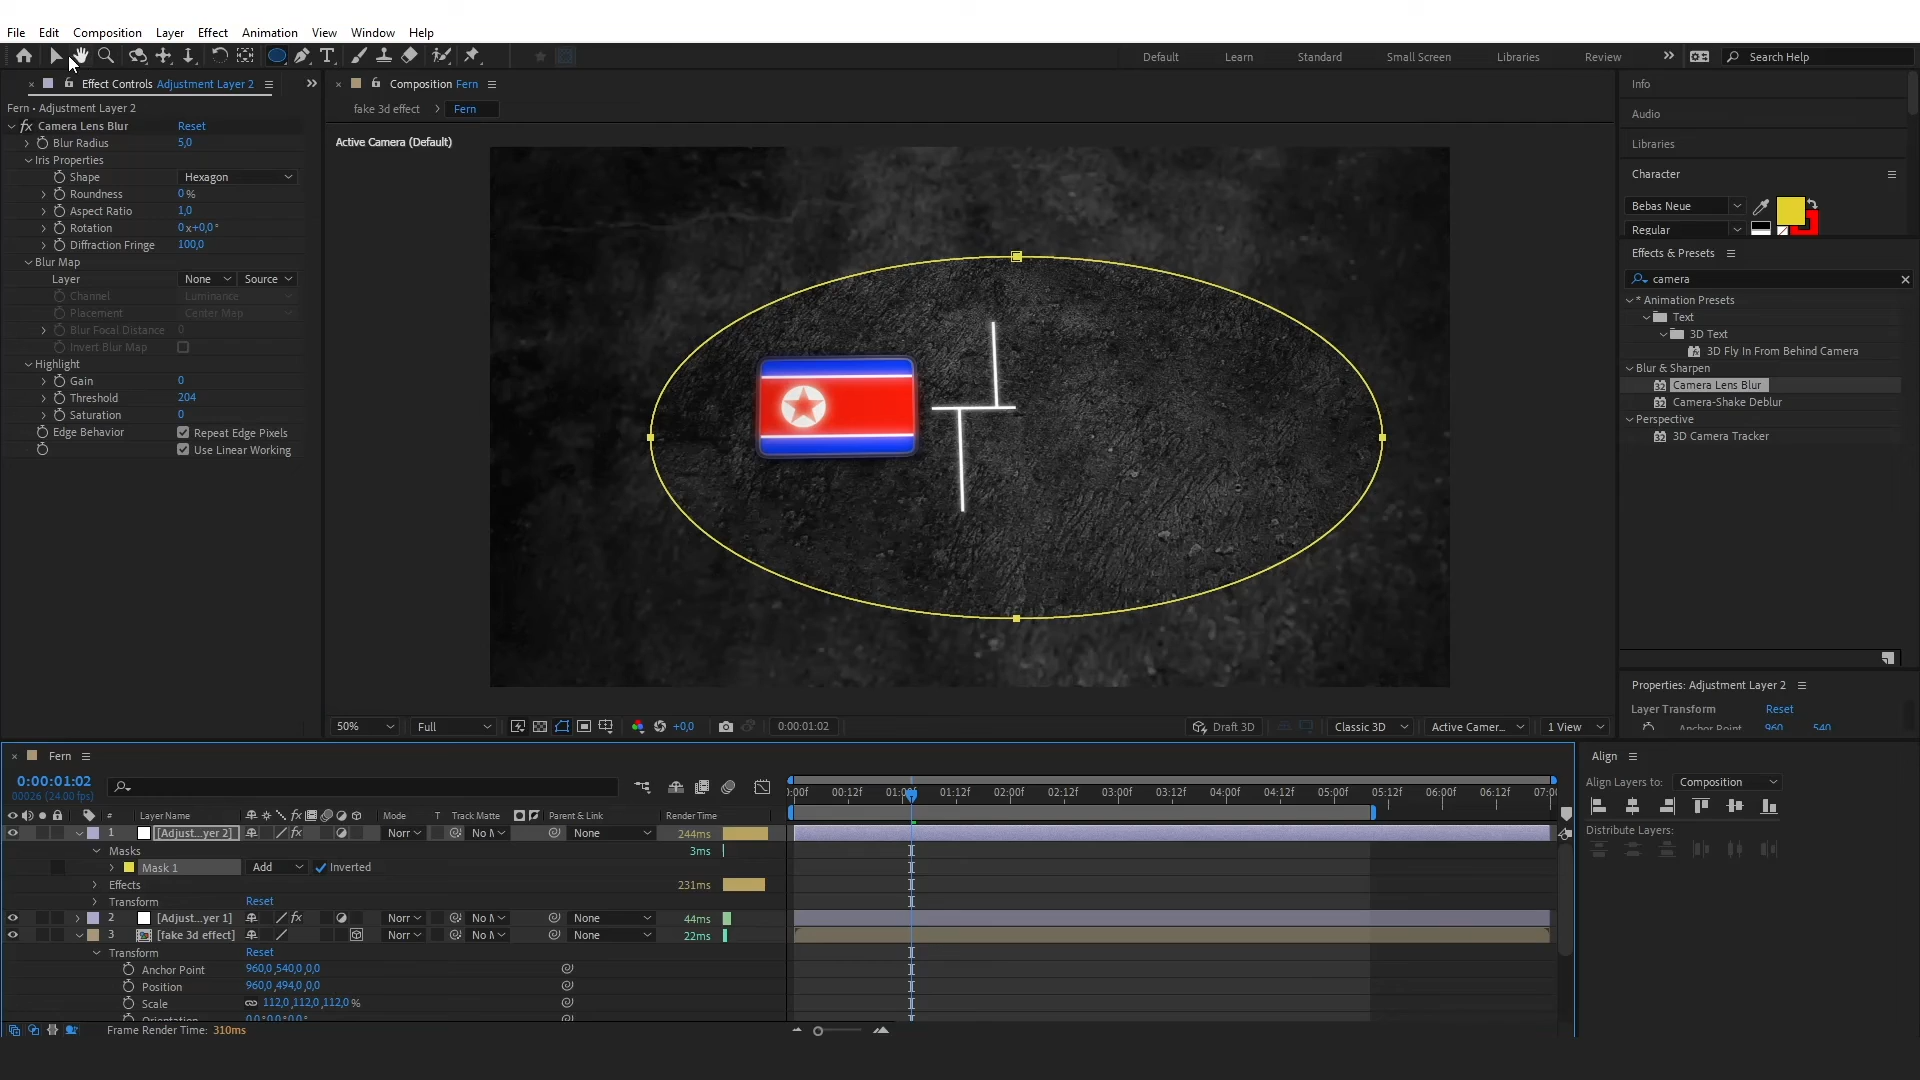 File Edit Composition Layer Effect Animation View Window Help
Default Learn Standard Small Screen Libraries Review Search Help
Effect Controls Adjustment Layer 2
Fern • Adjustment Layer 2
fx Camera Lens Blur Reset
Blur Radius 5,0
Iris Properties
Shape Hexagon
Roundness 0 %
Aspect Ratio 1,0
Rotation 0 x+0,0 °
Diffraction Fringe 100,0
Blur Map
Layer None Source
Channel Luminance
Placement Center Map
Blur Focal Distance 0
Invert Blur Map
Highlight
Gain 0
Threshold 204
Saturation 0
Edge Behavior Repeat Edge Pixels
Use Linear Working
Composition Fern
fake 3d effect Fern
Active Camera (Default)
50% Full +0,0 0:00:01:02 Draft 3D Classic 3D Active Camer... 1 View
Info
Audio
Libraries
Character
Bebas Neue
Regular
Effects & Presets
camera
* Animation Presets
Text
3D Text
3D Fly In From Behind Camera
Blur & Sharpen
Camera Lens Blur
Camera-Shake Deblur
Perspective
3D Camera Tracker
Properties: Adjustment Layer 2
Layer Transform Reset
Anchor Point 960 540
Fern
0:00:01:02
00026 (24.00 fps)
# Layer Name Mode T Track Matte Parent & Link Render Time
:00f 00:12f 01:00f 01:12f 02:00f 02:12f 03:00f 03:12f 04:00f 04:12f 05:00f 05:12f 06:00f 06:12f 07:00
1 [Adjust...yer 2] fx Norr No M None 244ms
Masks 3ms
Mask 1 Add Inverted
Effects 231ms
Transform Reset
2 [Adjust...yer 1] fx Norr No M None 44ms
3 [fake 3d effect] Norr No M None 22ms
Transform Reset
Anchor Point 960,0 ,540,0 ,0,0
Position 960,0 ,494,0 ,0,0
Scale 112,0 ,112,0 ,112,0 %
Orientation 0,0 °,0,0 °,0,0 °
Frame Render Time: 310ms
Align
Align Layers to: Composition
Distribute Layers: